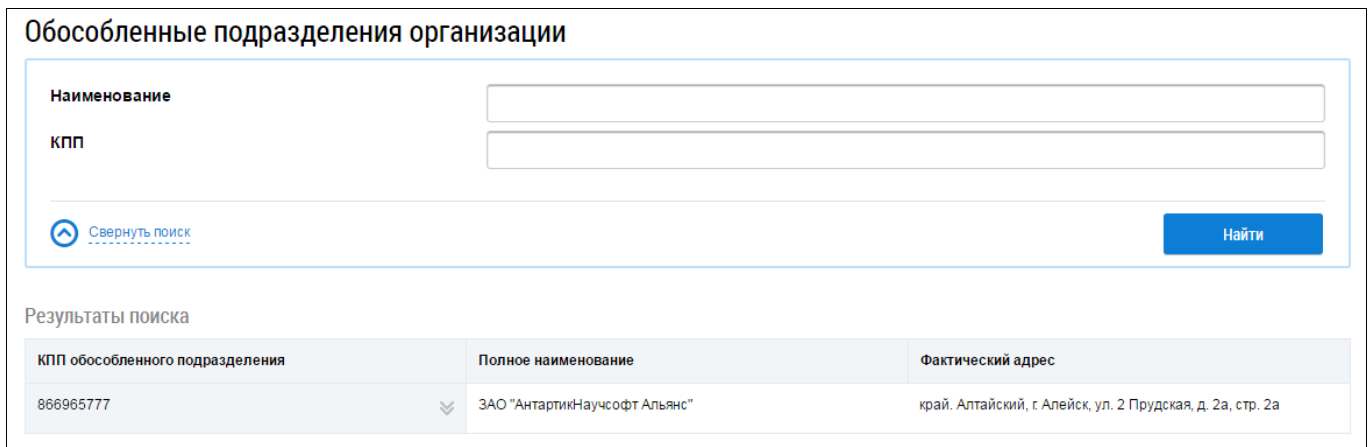 Обособленные подразделения организации
Наименование
КПП
Свернуть поиск
Найти
Результаты поиска
КПП обособленного подразделения Полное наименование Фактический адрес
866965777 ЗАО "АнтартикНаучсофт Альянс" край. Алтайский, г. Алейск, ул. 2 Прудская, д. 2а, стр. 2а